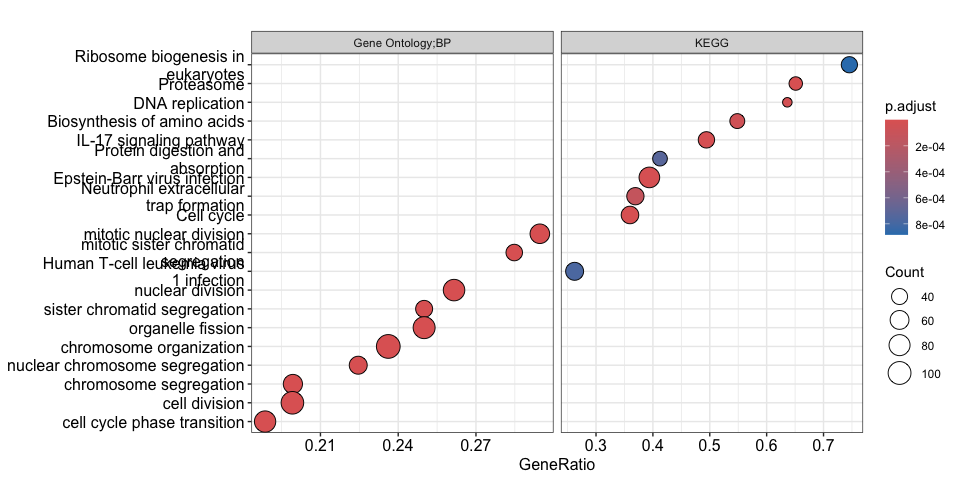 Gene Ontology;BP
KEGG
Ribosome biogenesis in
eukaryotes
Proteasome
DNA replication
Biosynthesis of amino acids
IL-17 signaling pathway
Protein digestion and
absorption
Epstein-Barr virus infection
Neutrophil extracellular
trap formation
Cell cycle
mitotic nuclear division
mitotic sister chromatid
segregation
Human T-cell leukemia virus
1 infection
nuclear division
sister chromatid segregation
organelle fission
chromosome organization
nuclear chromosome segregation
chromosome segregation
cell division
cell cycle phase transition
0.21 0.24 0.27
0.3 0.4 0.5 0.6 0.7
GeneRatio
p.adjust
2e-04
4e-04
6e-04
8e-04
Count
40
60
80
100